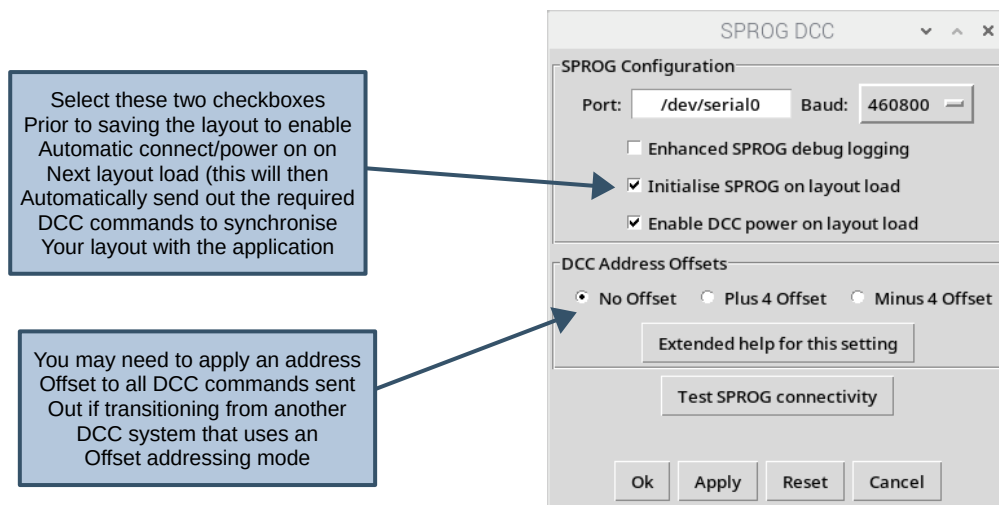 SPROG DCC
SPROG Configuration
Port: /dev/serial0 Baud: 460800
Enhanced SPROG debug logging
Initialise SPROG on layout load
Enable DCC power on layout load
DCC Address Offsets
No Offset Plus 4 Offset Minus 4 Offset
Extended help for this setting
Test SPROG connectivity
Ok Apply Reset Cancel
Select these two checkboxes
Prior to saving the layout to enable
Automatic connect/power on on
Next layout load (this will then
Automatically send out the required
DCC commands to synchronise
Your layout with the application
You may need to apply an address
Offset to all DCC commands sent
Out if transitioning from another
DCC system that uses an
Offset addressing mode